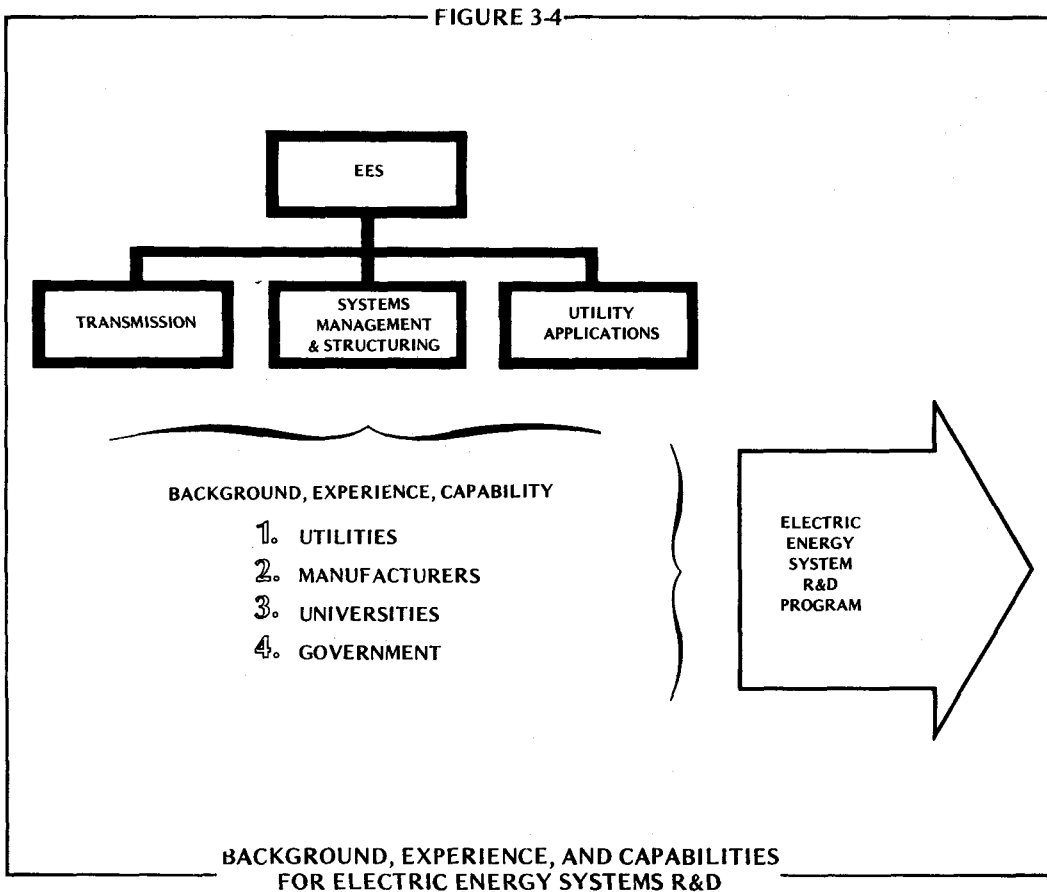 FIGURE 3-4
EES
TRANSMISSION
SYSTEMS
MANAGEMENT
& STRUCTURING
UTILITY
APPLICATIONS
BACKGROUND, EXPERIENCE, CAPABILITY
1. UTILITIES
2. MANUFACTURERS
3. UNIVERSITIES
4. GOVERNMENT
ELECTRIC
ENERGY
SYSTEM
R&D
PROGRAM
BACKGROUND, EXPERIENCE, AND CAPABILITIES
FOR ELECTRIC ENERGY SYSTEMS R&D